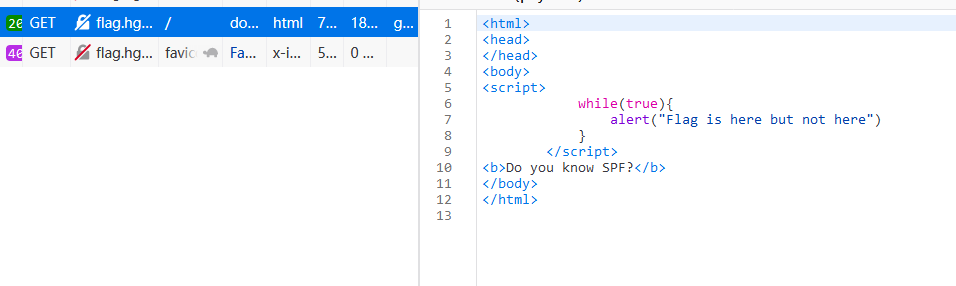 20 GET flag.hg... / do... html 7... 18... g...
40 GET flag.hg... favic Fa... x-i... 5... 0 ...
1 <html>
2 <head>
3 </head>
4 <body>
5 <script>
6 while(true){
7 alert("Flag is here but not here")
8 }
9 </script>
10 <b>Do you know SPF?</b>
11 </body>
12 </html>
13